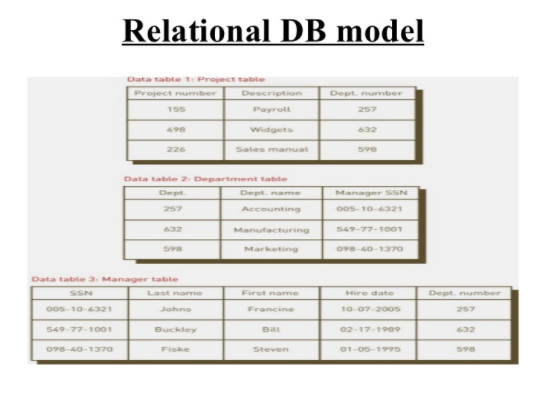 Relational DB model
Data table 1: Project table
Project number Description Dept. number
155 Payroll 257
498 Widgets 632
226 Sales manual 598
Data table 2: Department table
Dept. Dept. name Manager SSN
257 Accounting 005-10-6321
632 Manufacturing 549-77-1001
598 Marketing 098-40-1370
Data table 3: Manager table
SSN Last name First name Hire date Dept. number
005-10-6321 Johns Francine 10-07-2005 257
549-77-1001 Buckley Bill 02-17-1989 632
098-40-1370 Fiske Steven 01-05-1995 598